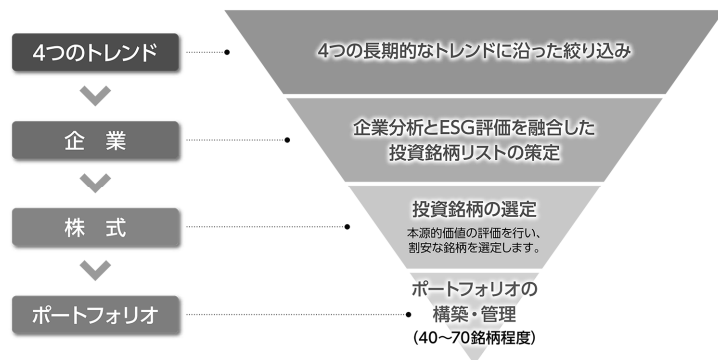 4つのトレンド
4つの長期的なトレンドに沿った絞り込み
企　業
企業分析とESG評価を融合した
投資銘柄リストの策定
株　式
投資銘柄の選定
本源的価値の評価を行い、
割安な銘柄を選定します。
ポートフォリオ
ポートフォリオの
構築・管理
(40〜70銘柄程度)